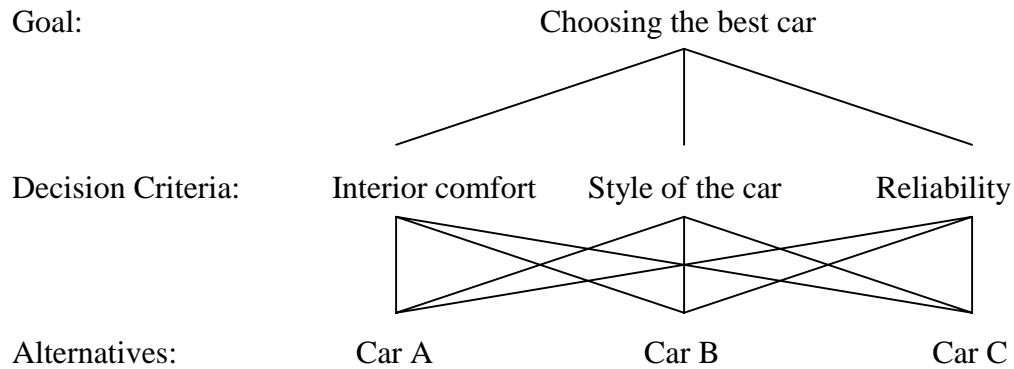 Goal: Choosing the best car
Decision Criteria: Interior comfort Style of the car Reliability
Alternatives: Car A Car B Car C